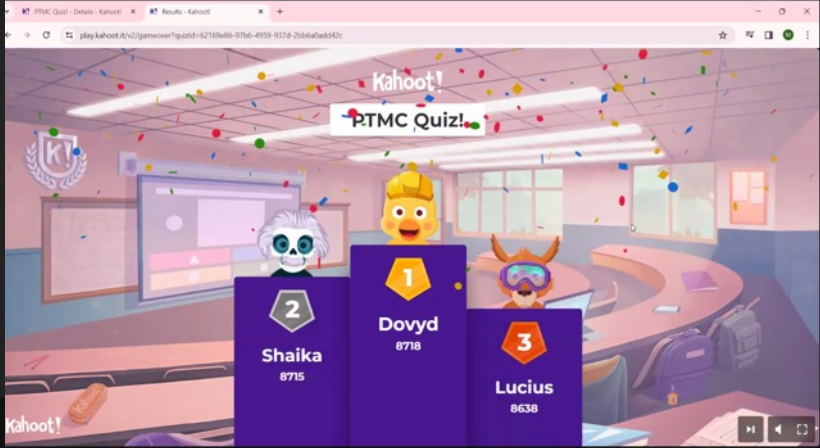 PTMC Quiz! - Details - Kahoot!
Results - Kahoot!
play.kahoot.it/v2/gameover?quizId=62169e86-97b6-4959-937d-2bb6a0add42c
Kahoot!
PTMC Quiz!
K!
1
Dovyd
8718
2
Shaika
8715
3
Lucius
8638
Kahoot!
Kahoot!